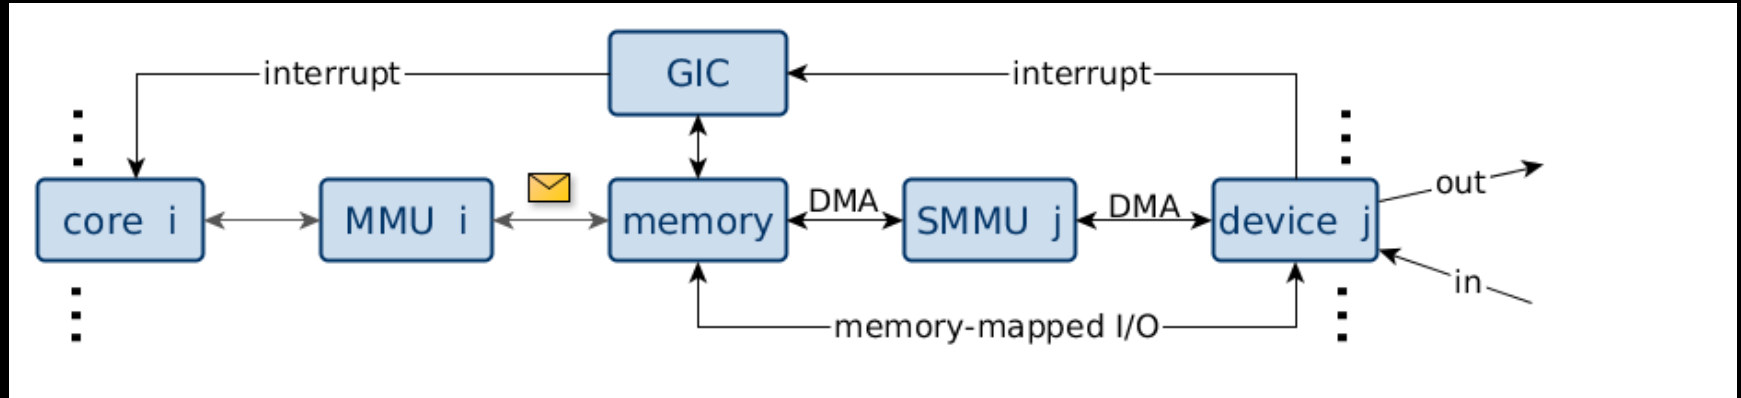 interrupt
GIC
interrupt
core i
MMU i
memory
DMA
SMMU j
DMA
device j
out
in
memory-mapped I/O